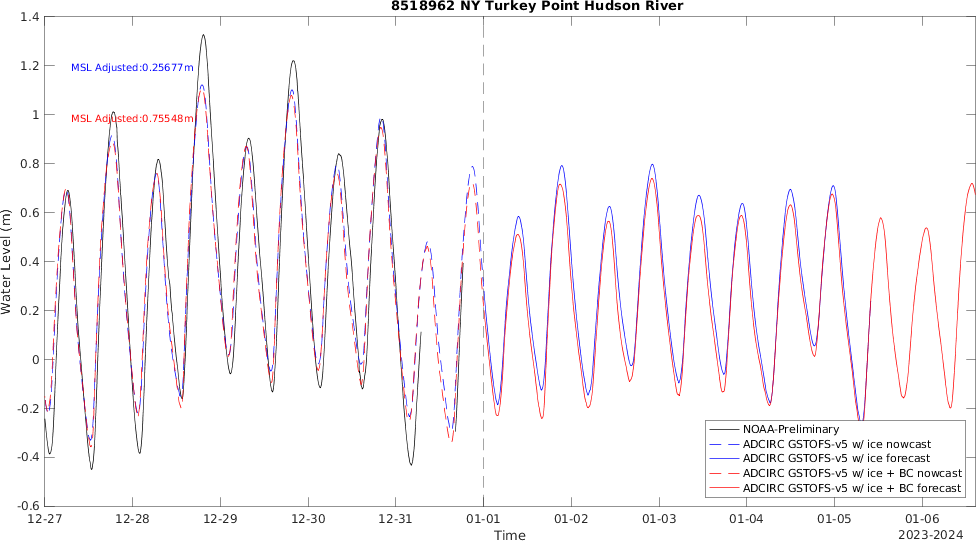 8518962 NY Turkey Point Hudson River
1.4
1.2
1
0.8
0.6
0.4
0.2
0
-0.2
-0.4
-0.6
Water Level (m)
MSL Adjusted:0.25677m
MSL Adjusted:0.75548m
NOAA-Preliminary
ADCIRC GSTOFS-v5 w/ ice nowcast
ADCIRC GSTOFS-v5 w/ ice forecast
ADCIRC GSTOFS-v5 w/ ice + BC nowcast
ADCIRC GSTOFS-v5 w/ ice + BC forecast
12-27 12-28 12-29 12-30 12-31 01-01 01-02 01-03 01-04 01-05 01-06
Time
2023-2024